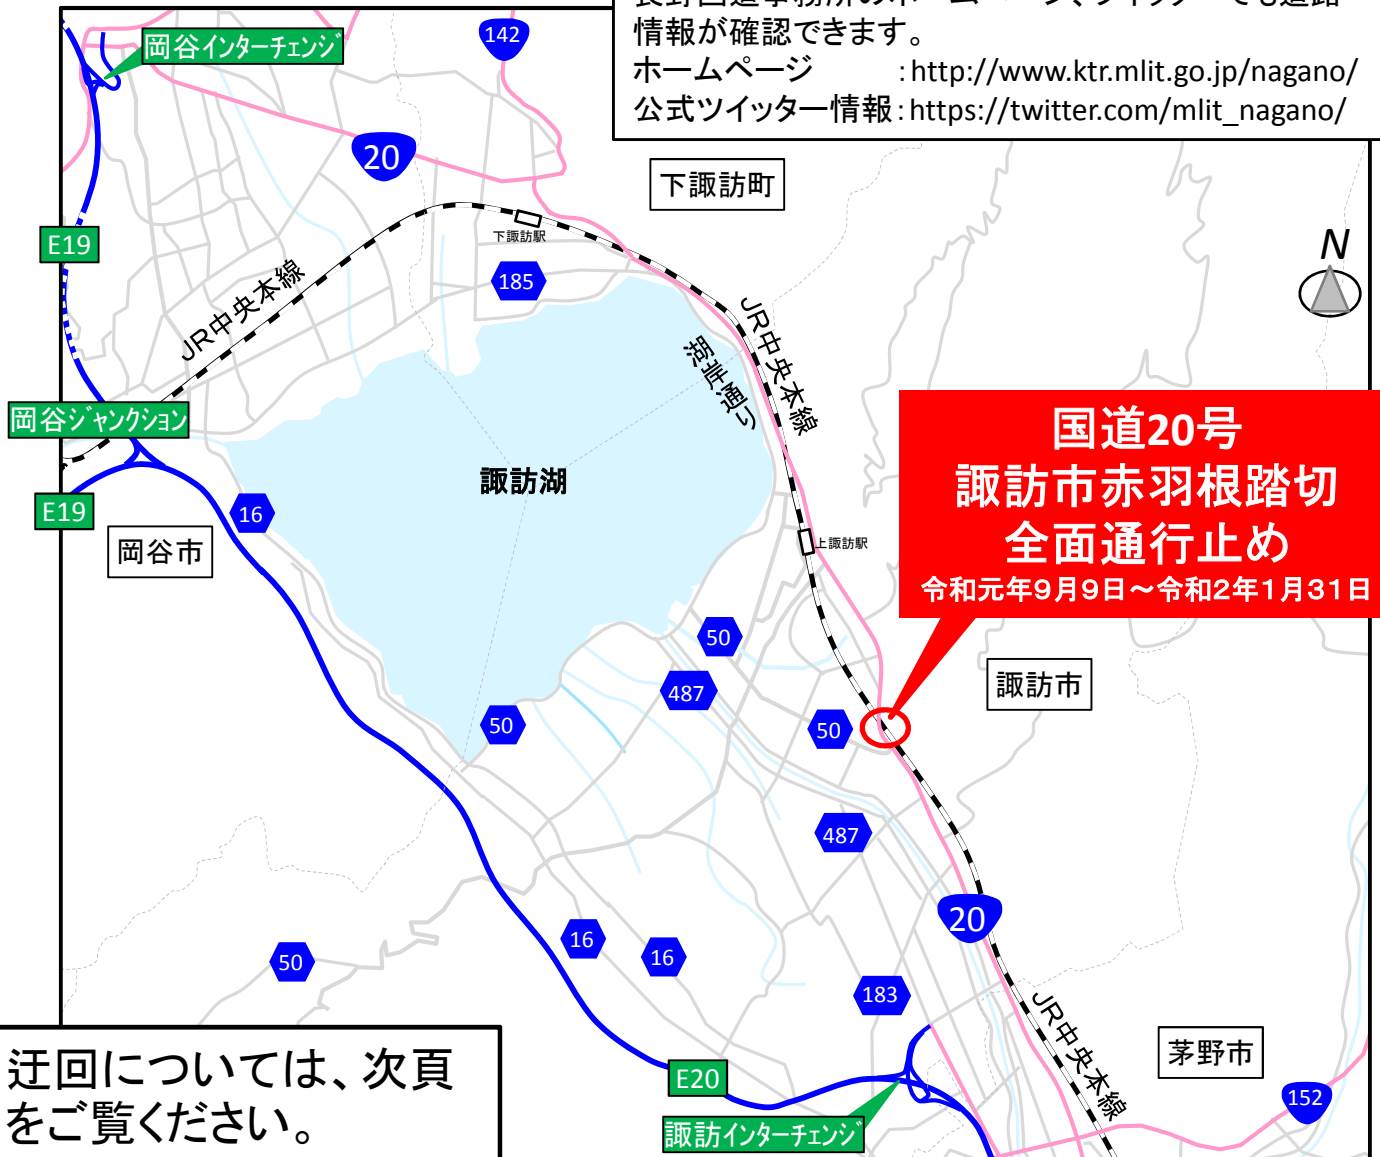 情報が確認できます。
ホームページ　　　：http://www.ktr.mlit.go.jp/nagano/
公式ツイッター情報：https://twitter.com/mlit_nagano/
岡谷インターチェンジ
142
20
下諏訪町
E19
下諏訪駅
185
N
JR中央本線
JR中央本線
湖岸通り
岡谷ジャンクション
諏訪湖
国道20号
諏訪市赤羽根踏切
全面通行止め
令和元年9月9日～令和2年1月31日
E19
16
岡谷市
上諏訪駅
50
487
諏訪市
50
50
487
20
16
16
50
183
JR中央本線
茅野市
E20
152
諏訪インターチェンジ
迂回については、次頁
をご覧ください。